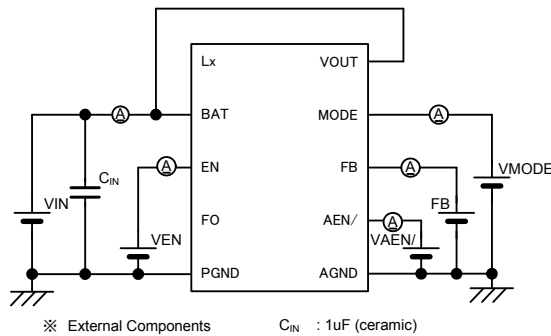 Lx VOUT
A BAT MODE A
A EN FB A
VMODE
CIN
VIN FO AEN/ A FB
VEN VAEN/
PGND AGND
※ External Components CIN : 1uF (ceramic)